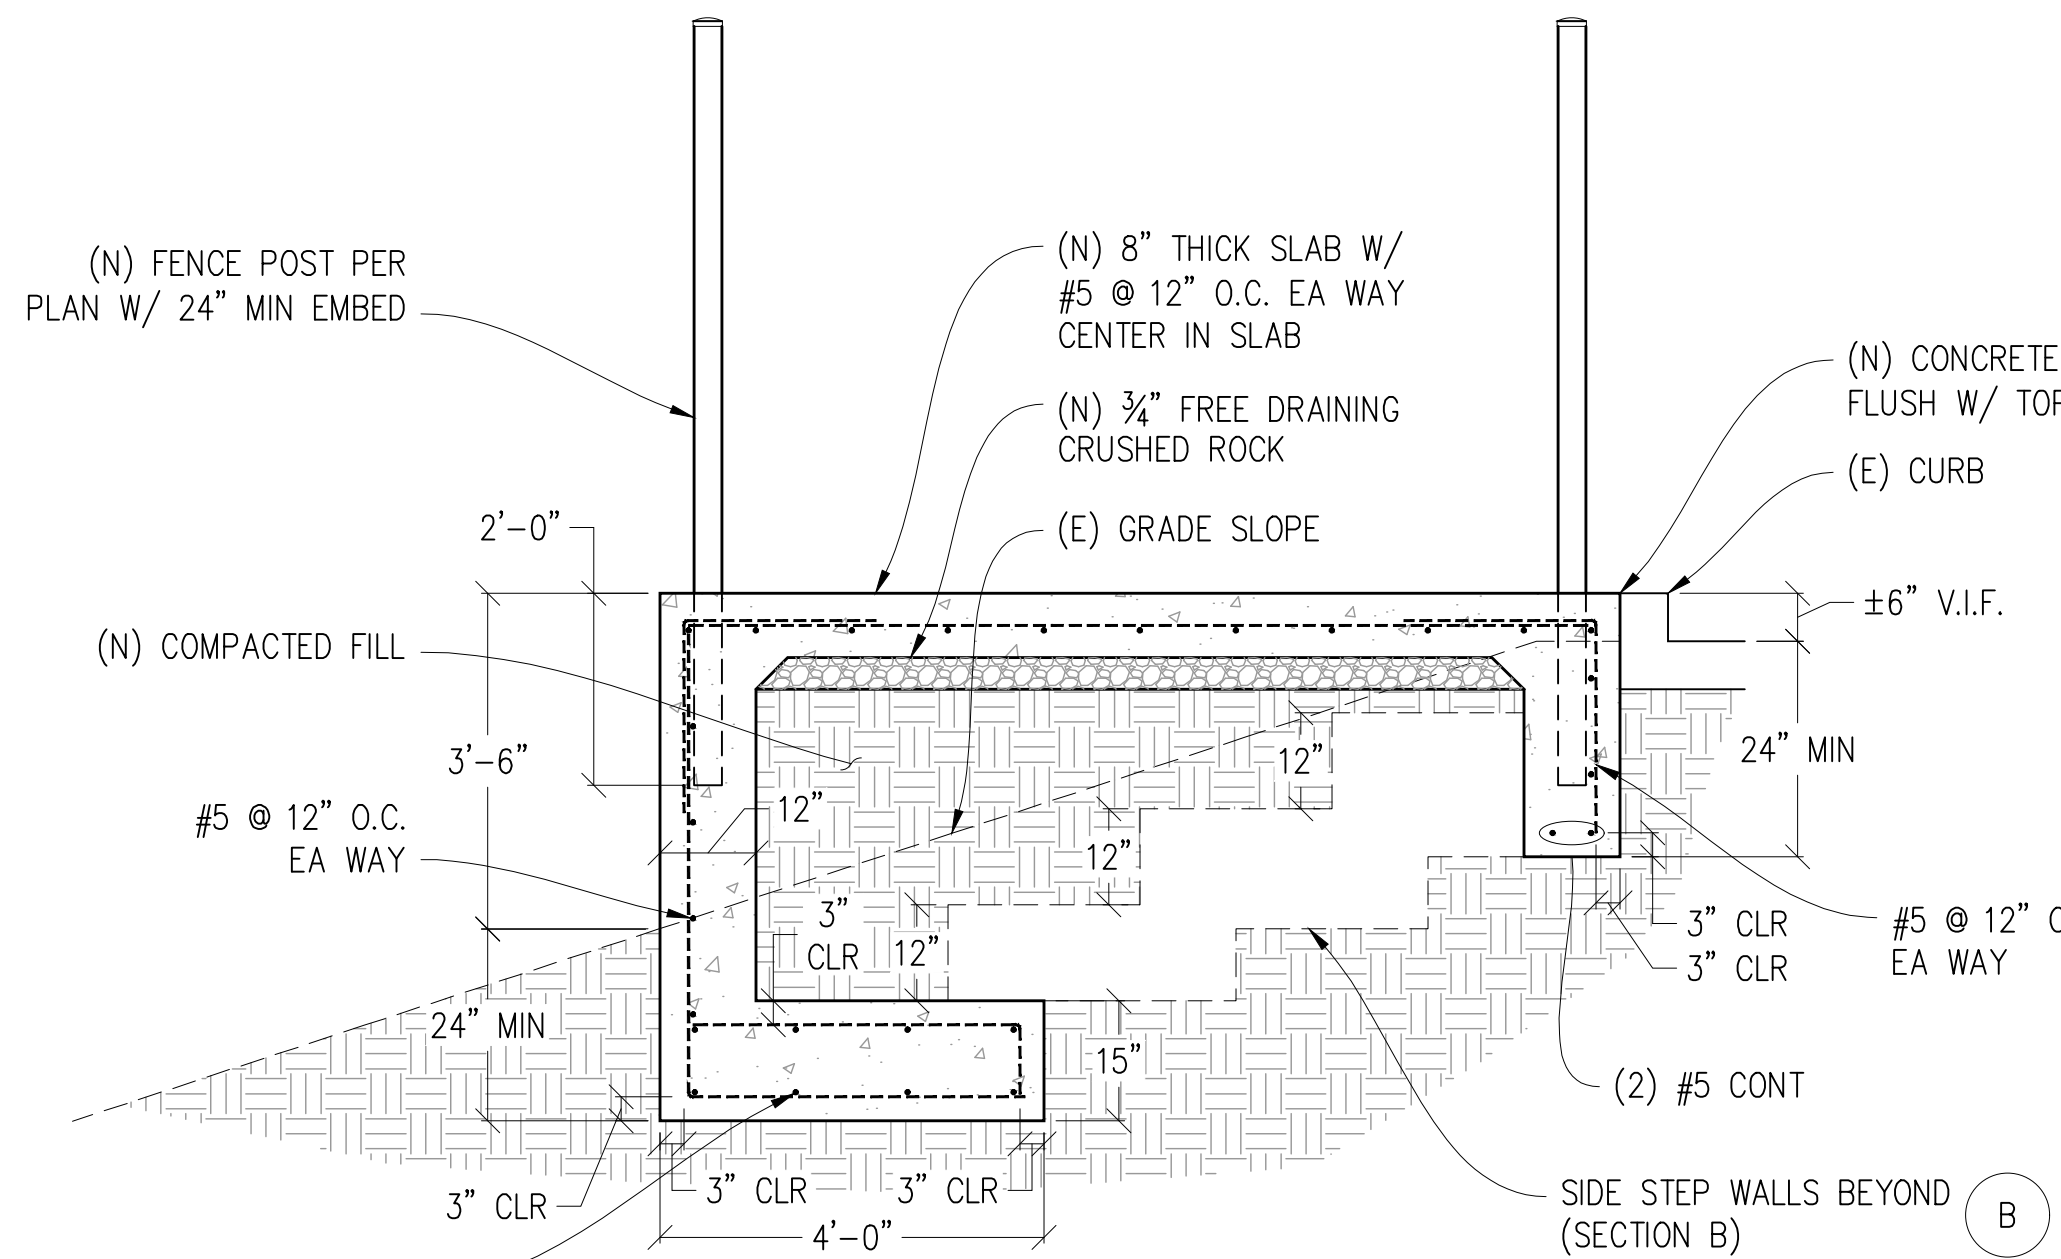 (N) FENCE POST PER
PLAN W/ 24" MIN EMBED
(N) 8" THICK SLAB W/
#5 @ 12" O.C. EA WAY
CENTER IN SLAB
(N) ¾" FREE DRAINING
CRUSHED ROCK
(E) GRADE SLOPE
(N) CONCRETE
FLUSH W/ TOP
(E) CURB
2'-0"
±6" V.I.F.
(N) COMPACTED FILL
3'-6"
12"
24" MIN
#5 @ 12" O.C.
EA WAY
12"
12"
3"
CLR
12"
3" CLR
3" CLR
#5 @ 12" O
EA WAY
24" MIN
15"
(2) #5 CONT
3" CLR
3" CLR
3" CLR
4'-0"
SIDE STEP WALLS BEYOND
(SECTION B)
B